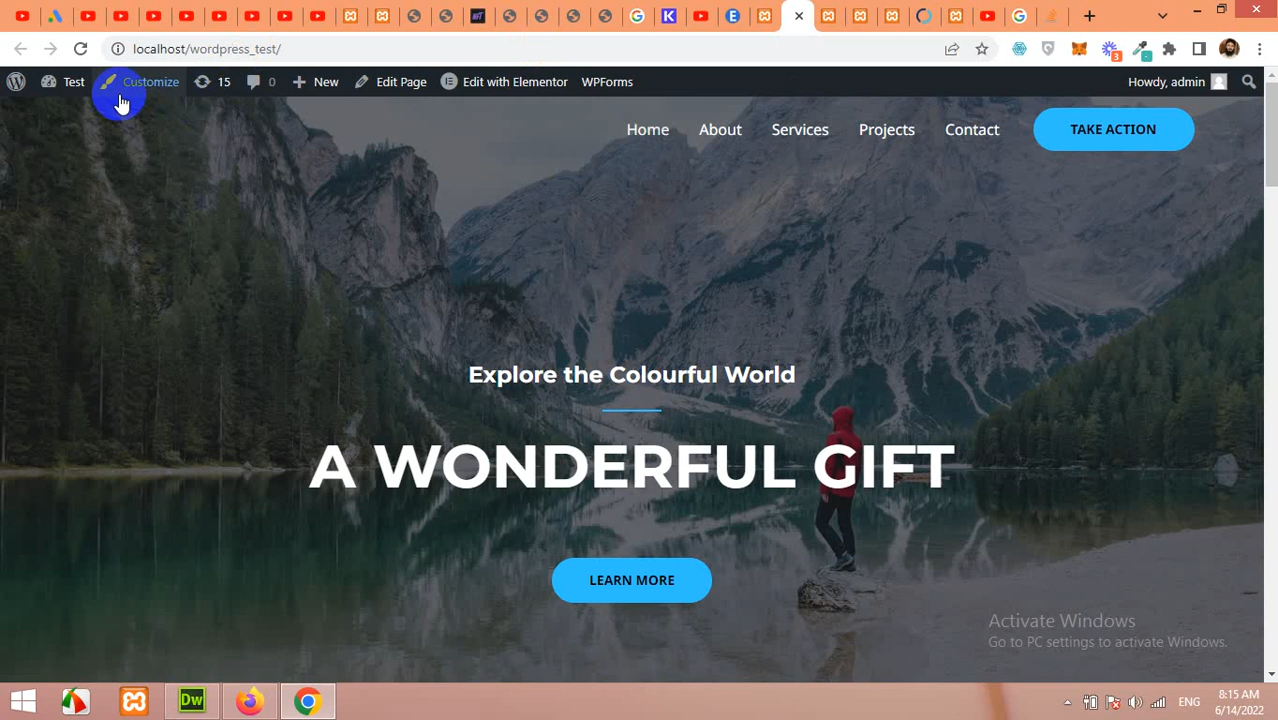 localhost/wordpress_test/
3
Test
Customize
15
0
New
Edit Page
Edit with Elementor
WPForms
Howdy, admin
Home
About
Services
Projects
Contact
TAKE ACTION
Explore the Colourful World
A WONDERFUL GIFT
LEARN MORE
Activate Windows
Go to PC settings to activate Windows.
Dw
ENG
8:15 AM
6/14/2022